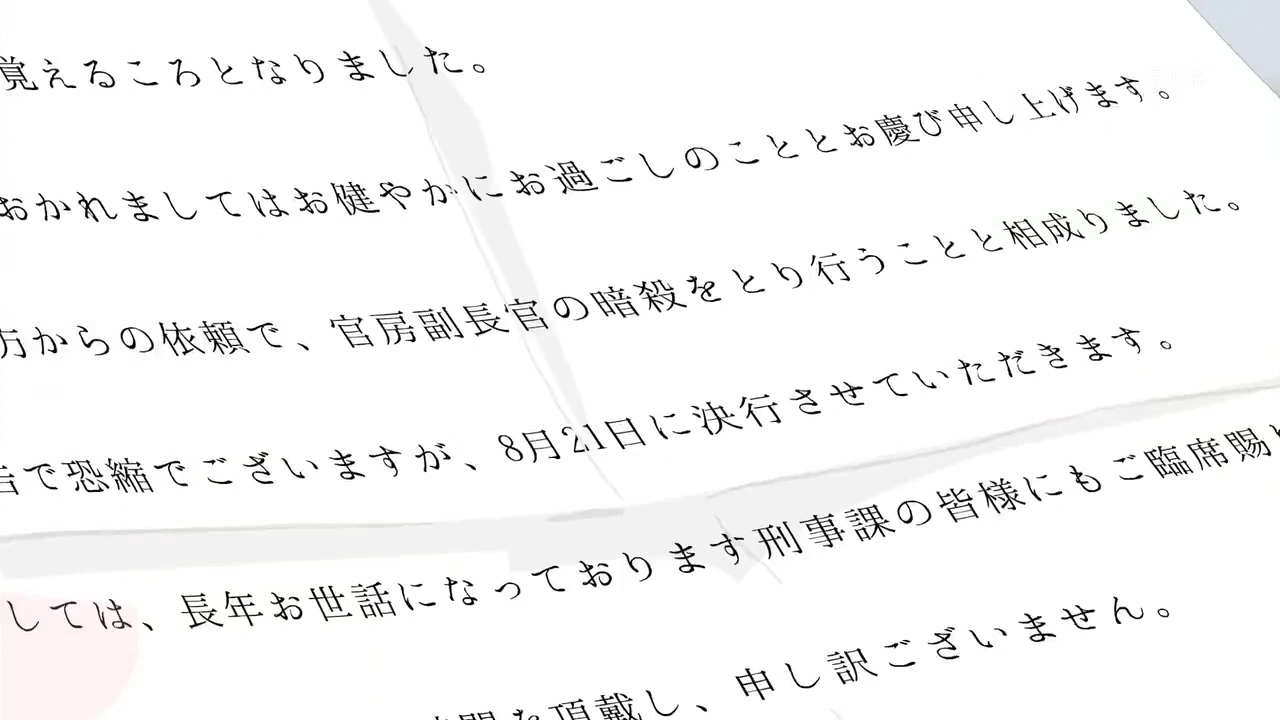 覚えるころとなりました。
おかれましてはお健やかにお過ごしのこととお慶び申し上げます。
方からの依頼で、官房副長官の暗殺をとり行うことと相成りました。
で恐縮でございますが、8月21日に決行させていただきます。
しては、長年お世話になっております刑事課の皆様にもご臨席賜り
を頂戴し、申し訳ございません。